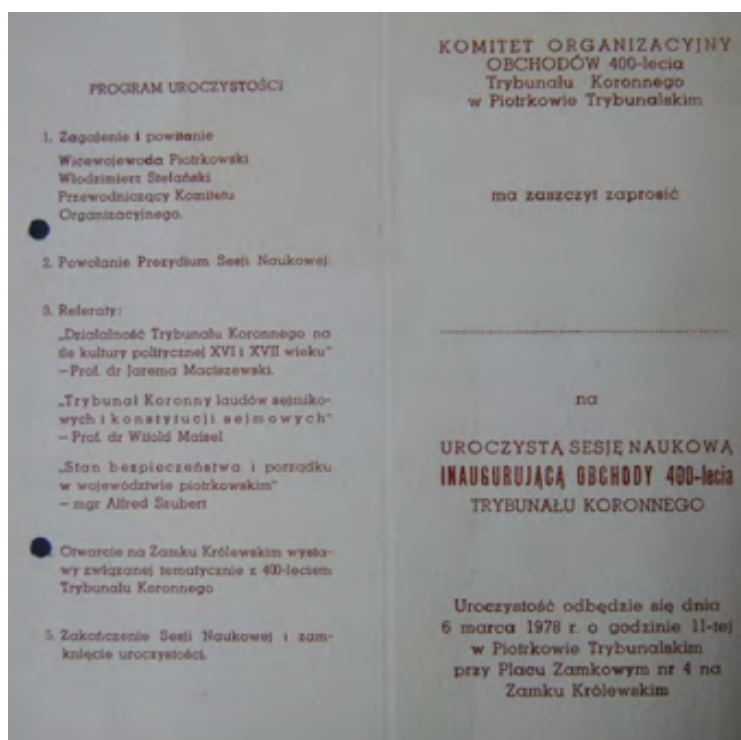 PROGRAM UROCZYSTOŚCI
1. Zagajenie i powitanie
Wicewojewoda Piotrkowski
Włodzimierz Stefański
Przewodniczący Komitetu
Organizacyjnego.
2. Powołanie Prezydium Sesji Naukowej.
3. Referaty:
„Działalność Trybunału Koronnego na
tle kultury politycznej XVI i XVII wieku"
– Prof. dr Jarema Maciszewski.
„Trybunał Koronny laudów sejmiko-
wych i konstytucji sejmowych"
– Prof. dr Witold Maisel
„Stan bezpieczeństwa i porządku
w województwie piotrkowskim"
– mgr Alfred Szubert
Otwarcie na Zamku Królewskim wysta-
wy związanej tematycznie z 400-leciem
Trybunału Koronnego
5. Zakończenie Sesji Naukowej i zam-
knięcie uroczystości.
KOMITET ORGANIZACYJNY
OBCHODÓW 400-lecia
Trybunału Koronnego
w Piotrkowie Trybunalskim
ma zaszczyt zaprosić
na
UROCZYSTĄ SESJĘ NAUKOWĄ
INAUGURUJĄCĄ OBCHODY 400-lecia
TRYBUNAŁU KORONNEGO
Uroczystość odbędzie się dnia
6 marca 1978 r. o godzinie 11-tej
w Piotrkowie Trybunalskim
przy Placu Zamkowym nr 4 na
Zamku Królewskim